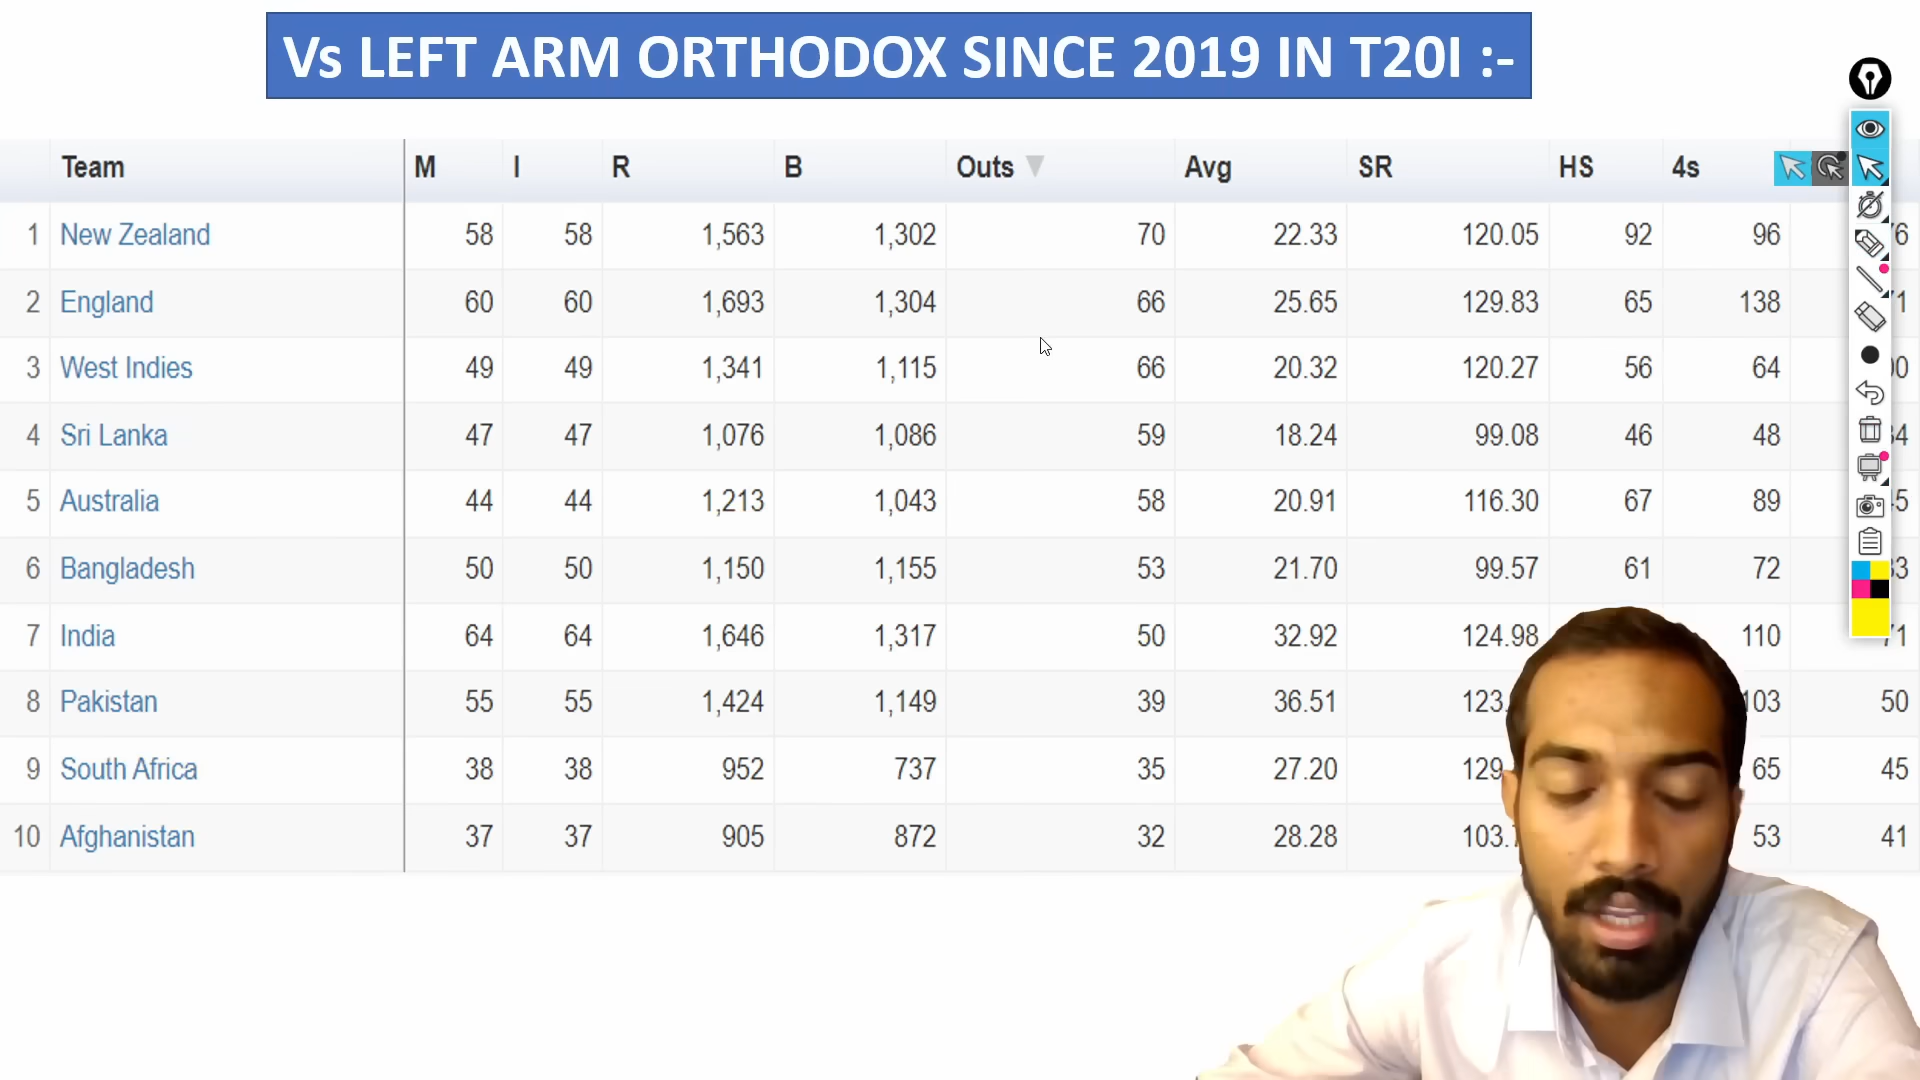 Vs LEFT ARM ORTHODOX SINCE 2019 IN T20I :-
Team M I R B Outs Avg SR HS 4s
1 New Zealand 58 58 1,563 1,302 70 22.33 120.05 92 96
2 England 60 60 1,693 1,304 66 25.65 129.83 65 138
3 West Indies 49 49 1,341 1,115 66 20.32 120.27 56 64
4 Sri Lanka 47 47 1,076 1,086 59 18.24 99.08 46 48
5 Australia 44 44 1,213 1,043 58 20.91 116.30 67 89
6 Bangladesh 50 50 1,150 1,155 53 21.70 99.57 61 72
7 India 64 64 1,646 1,317 50 32.92 124.98 110
8 Pakistan 55 55 1,424 1,149 39 36.51 123. 103 50
9 South Africa 38 38 952 737 35 27.20 129 65 45
10 Afghanistan 37 37 905 872 32 28.28 103. 53 41